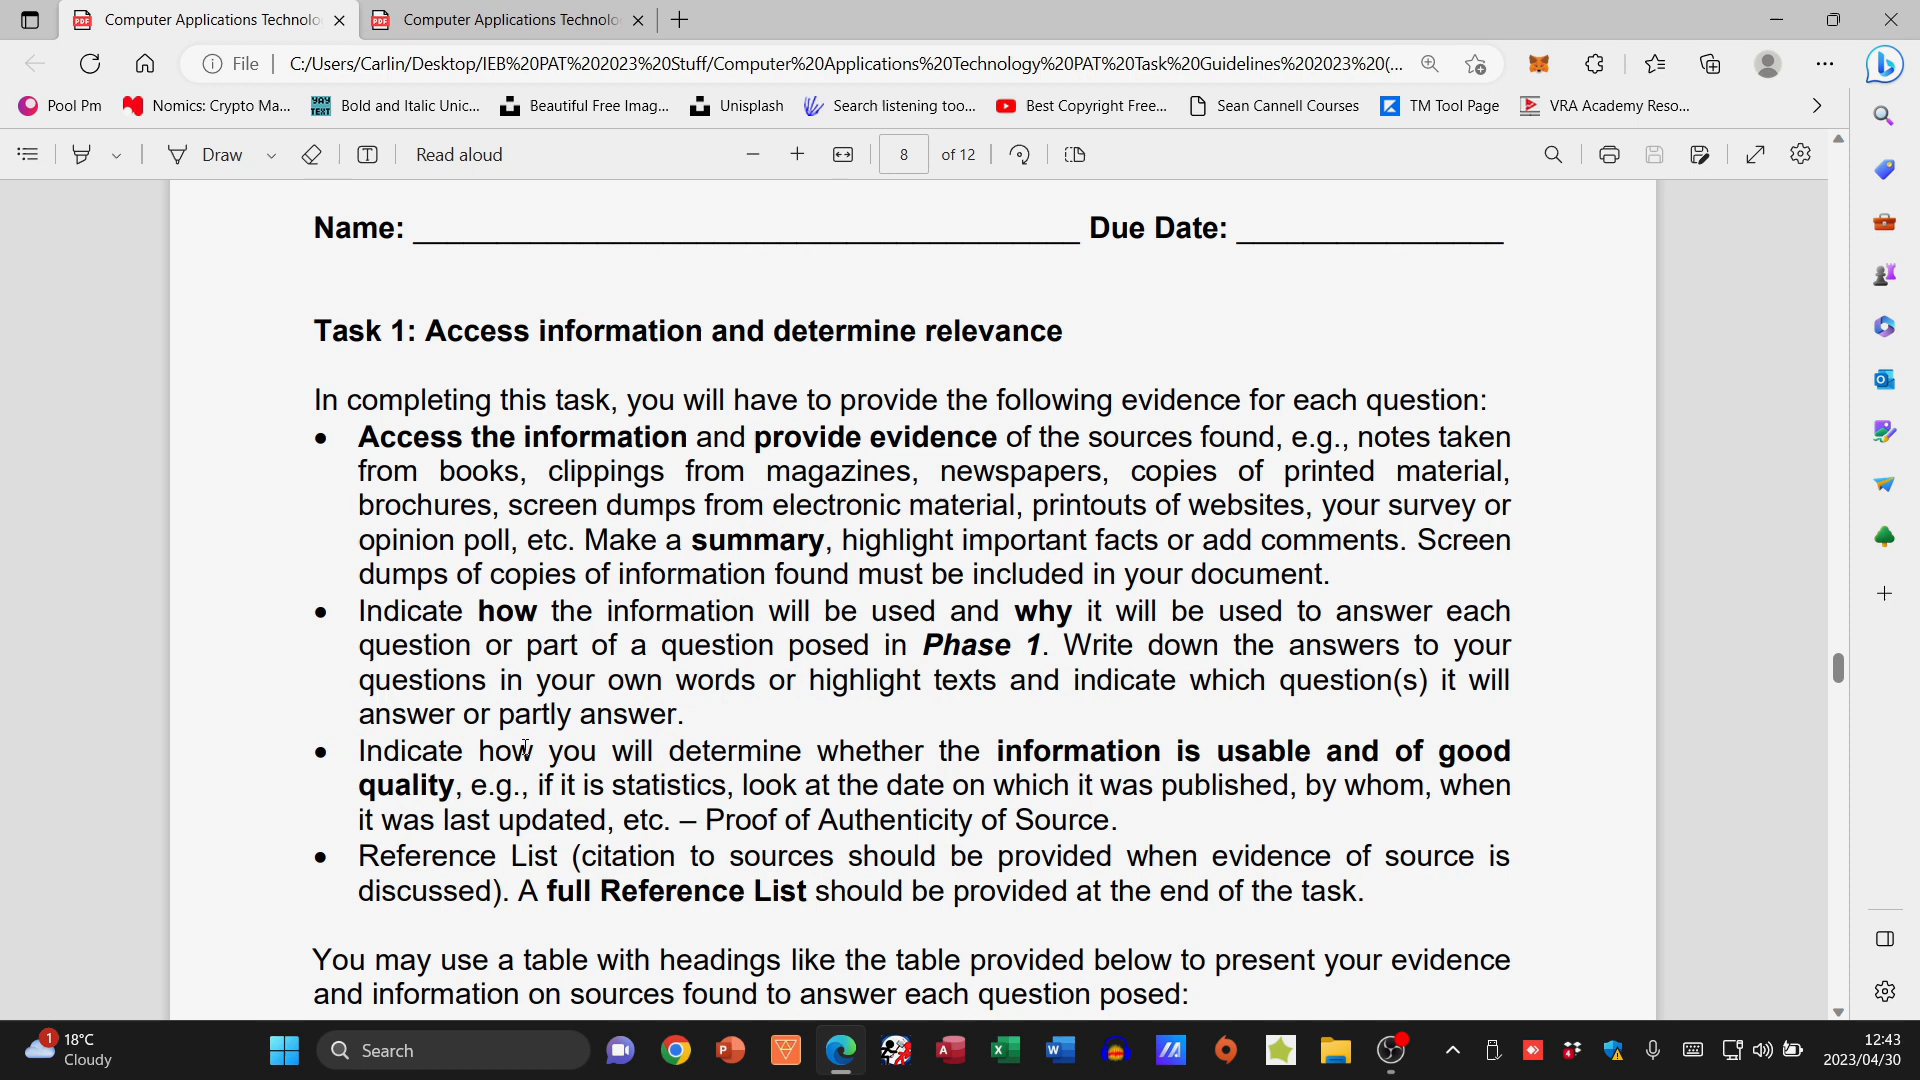 Computer Applications Technolo
Computer Applications Technolo
File
C:/Users/Carlin/Desktop/IEB%20PAT%202023%20Stuff/Computer%20Applications%20Technology%20PAT%20Task%20Guidelines%202023%20(...
Pool Pm
Nomics: Crypto Ma...
YAY TEXT
Bold and Italic Unic...
Beautiful Free Imag...
Unsplash
Search listening too...
Best Copyright Free...
Sean Cannell Courses
TM Tool Page
VRA Academy Reso...
Draw
Read aloud
8
of 12
Name: ________________________________________ Due Date: ________________
Task 1: Access information and determine relevance
In completing this task, you will have to provide the following evidence for each question:
• Access the information and provide evidence of the sources found, e.g., notes taken
from books, clippings from magazines, newspapers, copies of printed material,
brochures, screen dumps from electronic material, printouts of websites, your survey or
opinion poll, etc. Make a summary, highlight important facts or add comments. Screen
dumps of copies of information found must be included in your document.
• Indicate how the information will be used and why it will be used to answer each
question or part of a question posed in Phase 1. Write down the answers to your
questions in your own words or highlight texts and indicate which question(s) it will
answer or partly answer.
• Indicate how you will determine whether the information is usable and of good
quality, e.g., if it is statistics, look at the date on which it was published, by whom, when
it was last updated, etc. – Proof of Authenticity of Source.
• Reference List (citation to sources should be provided when evidence of source is
discussed). A full Reference List should be provided at the end of the task.
You may use a table with headings like the table provided below to present your evidence
and information on sources found to answer each question posed:
1
18°C
Cloudy
Search
12:43
2023/04/30